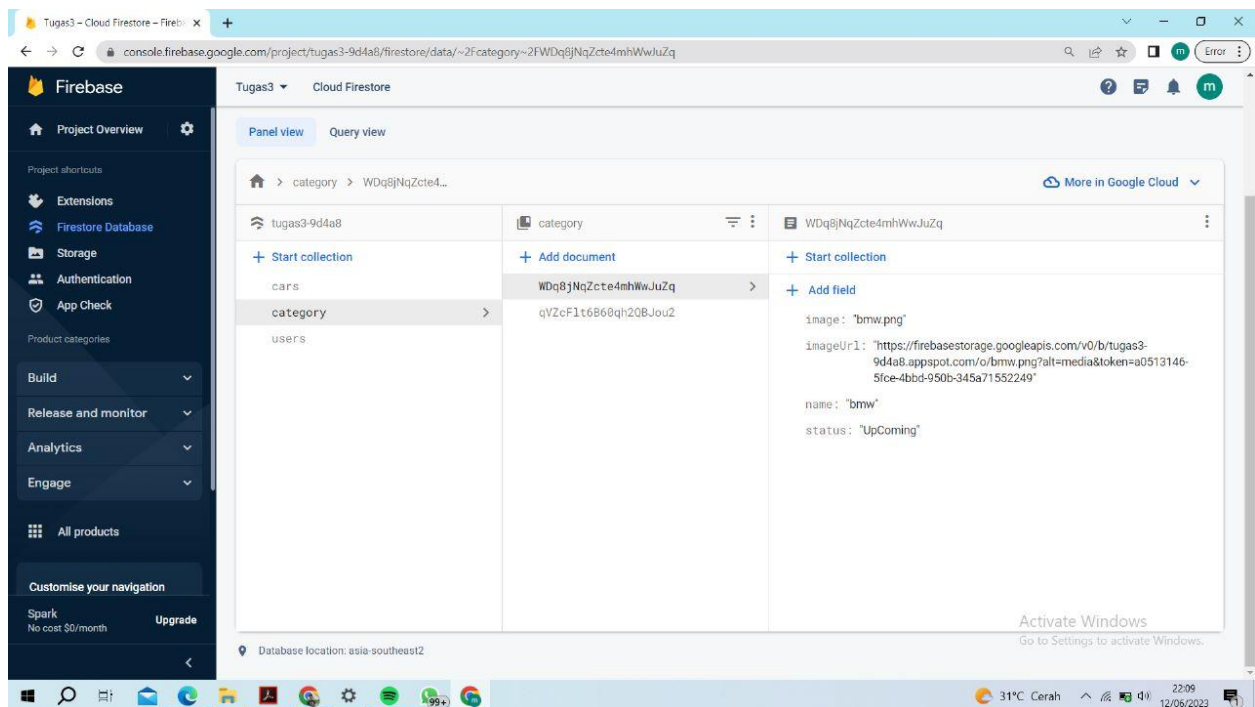 Tugas3 – Cloud Firestore – Fireb
console.firebase.google.com/project/tugas3-9d4a8/firestore/data/~2Fcategory~2FWDq8jNqZcte4mhWwJuZq
m
Error
Firebase
Tugas3
Cloud Firestore
m
Project Overview
Panel view
Query view
Project shortcuts
Extensions
Firestore Database
Storage
Authentication
App Check
Product categories
Build
Release and monitor
Analytics
Engage
All products
Customise your navigation
Spark
No cost $0/month
Upgrade
> category > WDq8jNqZcte4...
More in Google Cloud
tugas3-9d4a8
+ Start collection
cars
category
users
category
+ Add document
WDq8jNqZcte4mhWwJuZq
qVZcFlt6B60qh2QBJou2
WDq8jNqZcte4mhWwJuZq
+ Start collection
+ Add field
image: "bmw.png"
imageUrl: "https://firebasestorage.googleapis.com/v0/b/tugas3-
9d4a8.appspot.com/o/bmw.png?alt=media&token=a0513146-
5fce-4bbd-950b-345a71552249"
name: "bmw"
status: "UpComing"
Database location: asia-southeast2
Activate Windows
Go to Settings to activate Windows.
99+
31°C Cerah
22:09
12/06/2023
1